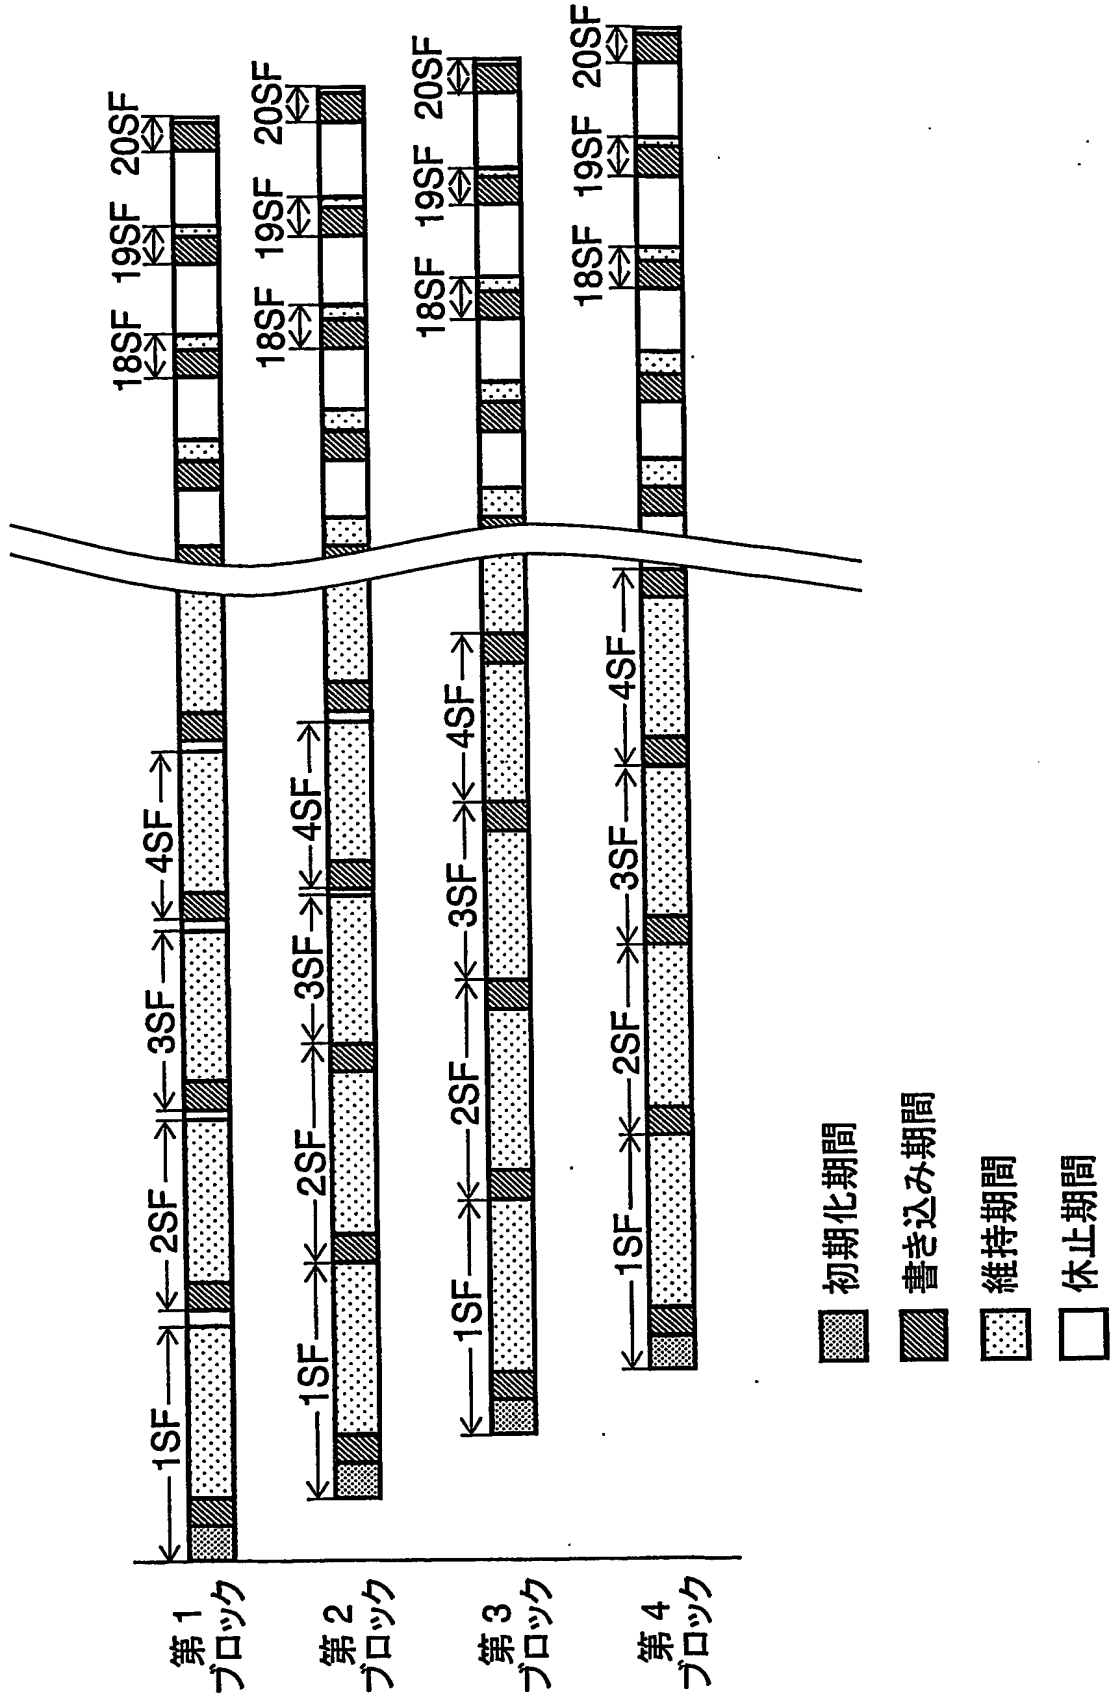 第1
ブロック
1SF
2SF
3SF
4SF
18SF
19SF
20SF
第2
ブロック
1SF
2SF
3SF
4SF
18SF
19SF
20SF
第3
ブロック
1SF
2SF
3SF
4SF
18SF
19SF
20SF
第4
ブロック
1SF
2SF
3SF
4SF
18SF
19SF
20SF
初期化期間
書き込み期間
維持期間
休止期間